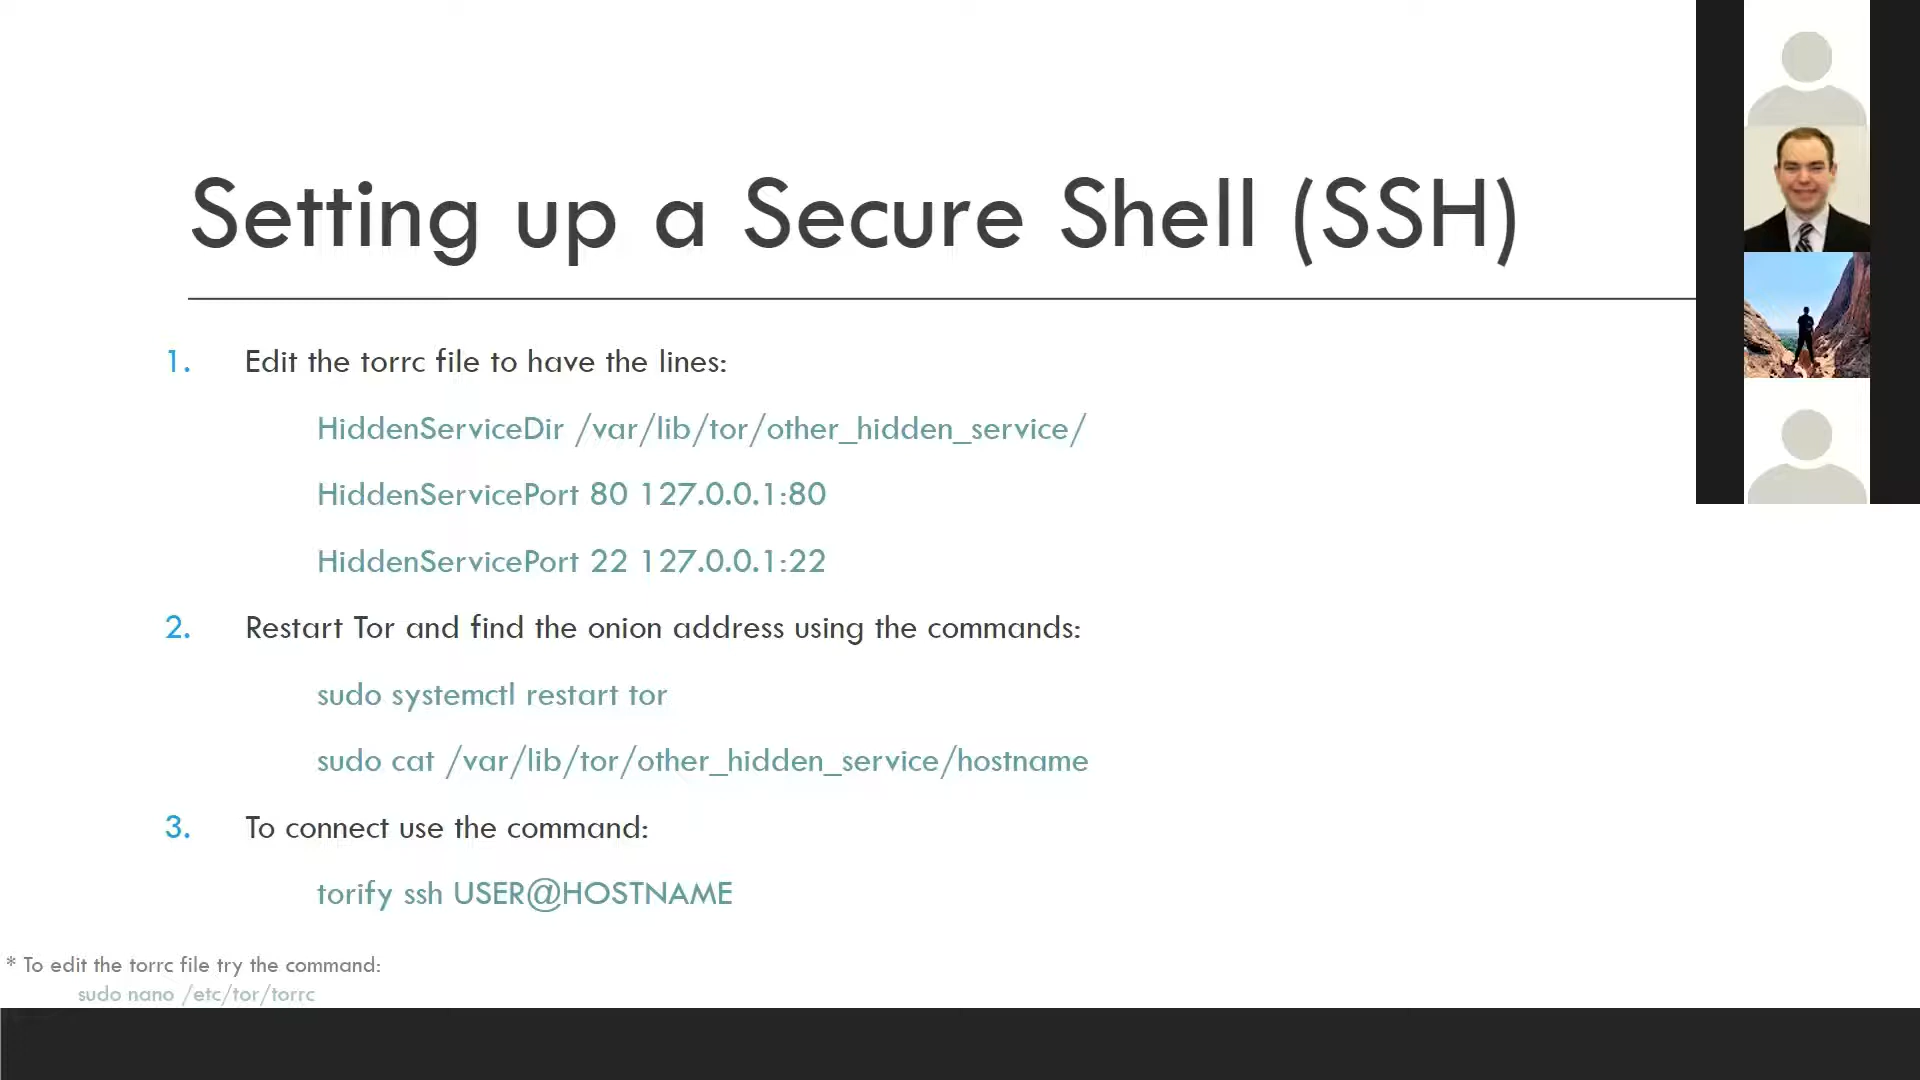 Setting up a Secure Shell (SSH)
1. Edit the torrc file to have the lines:
HiddenServiceDir /var/lib/tor/other_hidden_service/
HiddenServicePort 80 127.0.0.1:80
HiddenServicePort 22 127.0.0.1:22
2. Restart Tor and find the onion address using the commands:
sudo systemctl restart tor
sudo cat /var/lib/tor/other_hidden_service/hostname
3. To connect use the command:
torify ssh USER@HOSTNAME
* To edit the torrc file try the command:
sudo nano /etc/tor/torrc